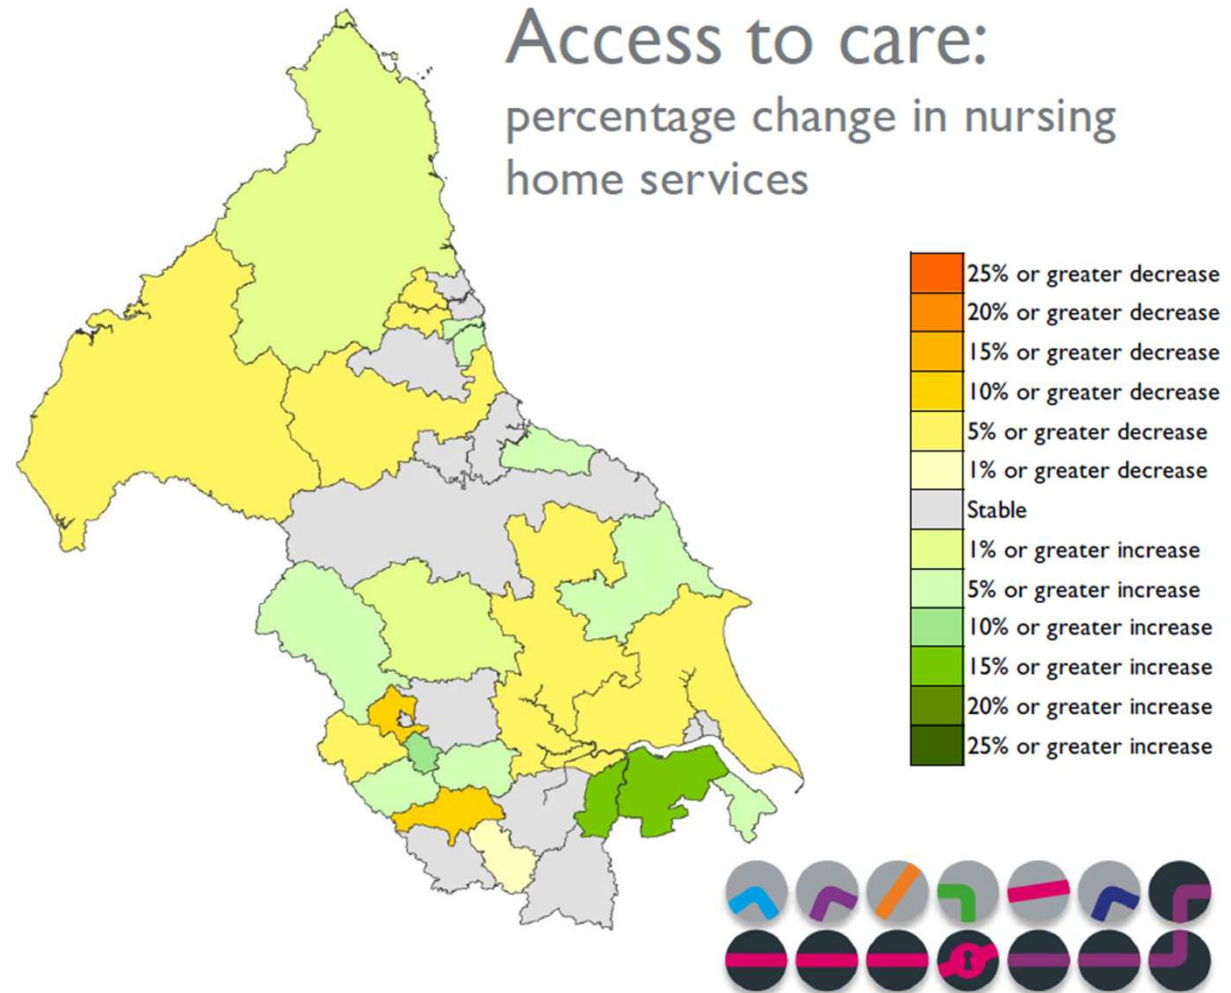 Access to care:
percentage change in nursing
home services
25% or greater decrease
20% or greater decrease
15% or greater decrease
10% or greater decrease
5% or greater decrease
1% or greater decrease
Stable
1% or greater increase
5% or greater increase
10% or greater increase
15% or greater increase
20% or greater increase
25% or greater increase